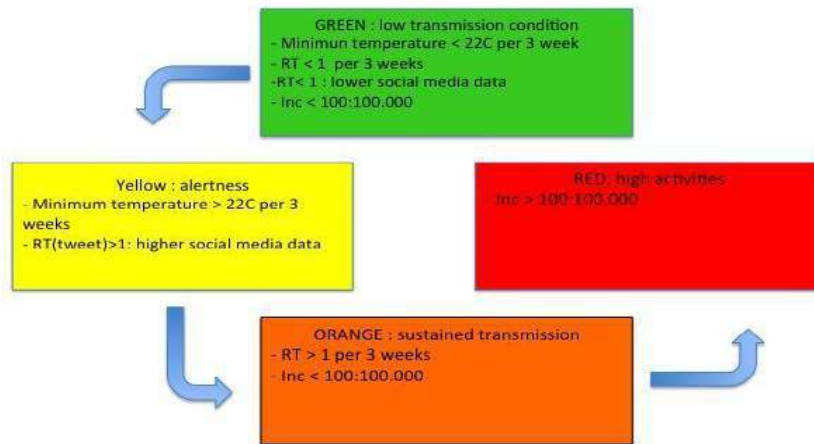 GREEN : low transmission condition
- Minimun temperature < 22C per 3 week
- RT < 1 per 3 weeks
-RT< 1 : lower social media data
- Inc < 100:100.000
Yellow : alertness
- Minimum temperature > 22C per 3
weeks
- RT(tweet)>1: higher social media data
RED: high activities
Inc > 100:100.000
ORANGE : sustained transmission
- RT > 1 per 3 weeks
- Inc < 100:100.000